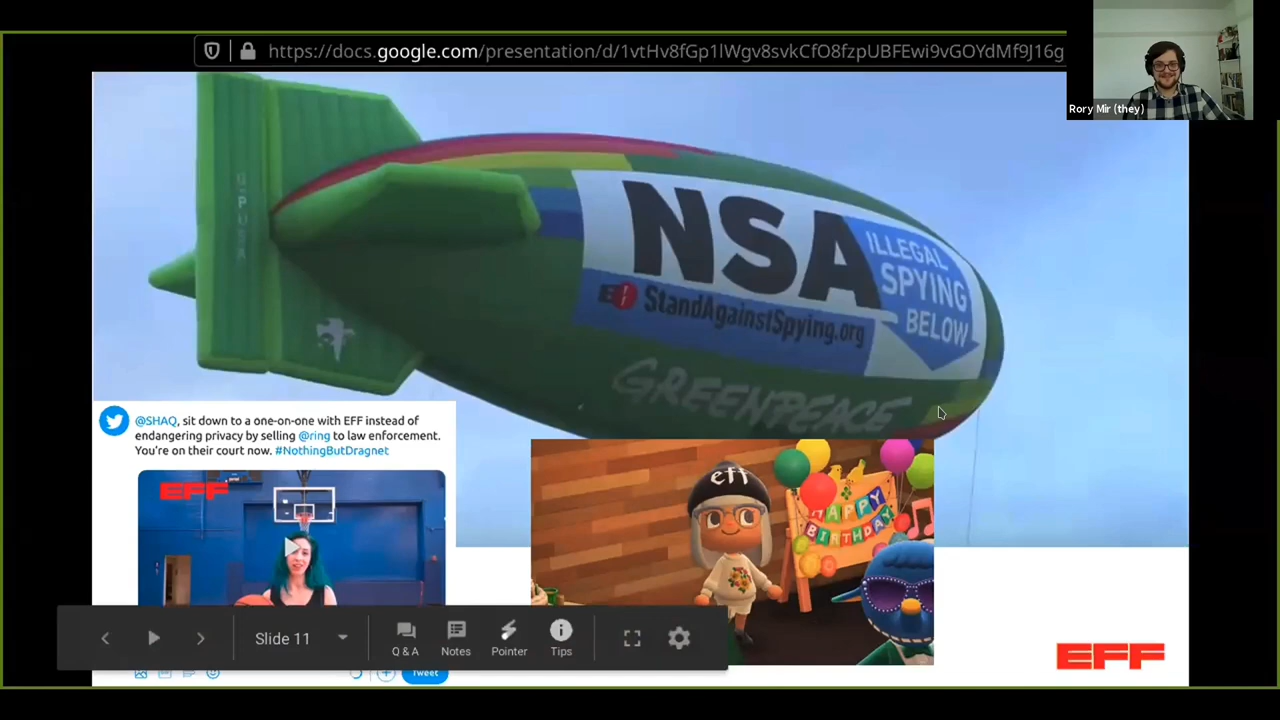 https://docs.google.com/presentation/d/1vtHv8fGp1lWgv8svkCfO8fzpUBFEwi9vGOYdMf9J16g
Rory Mir (they)
NSA
ILLEGAL
SPYING
BELOW
StandAgainstSpying.org
GREENPEACE
@SHAQ, sit down to a one-on-one with EFF instead of
endangering privacy by selling @ring to law enforcement.
You're on their court now. #NothingButDragnet
EFF
eff
HAPPY
BIRTHDAY
Slide 11
Q & A
Notes
Pointer
Tips
Tweet
EFF